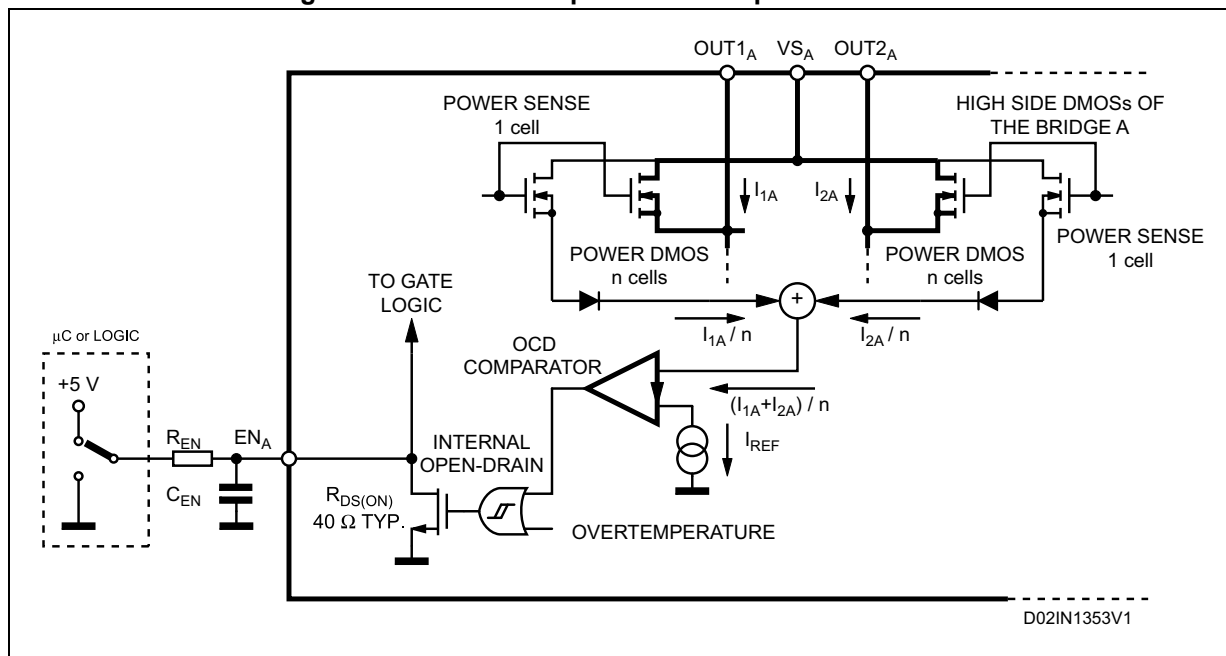 OUT1A VSA OUT2A
POWER SENSE
1 cell
HIGH SIDE DMOSs OF
THE BRIDGE A
I1A
I2A
POWER SENSE
1 cell
POWER DMOS
n cells
POWER DMOS
n cells
TO GATE
LOGIC
+
I1A / n
I2A / n
μC or LOGIC
+5 V
OCD
COMPARATOR
(I1A+I2A) / n
IREF
REN
ENA
CEN
INTERNAL
OPEN-DRAIN
RDS(ON)
40 Ω TYP.
OVERTEMPERATURE
D02IN1353V1